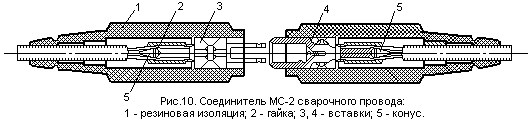 1 2 3 4 5
5
Рис.10. Соединитель МС-2 сварочного провода:
1 - резиновая изоляция; 2 - гайка; 3, 4 - вставки; 5 - конус.